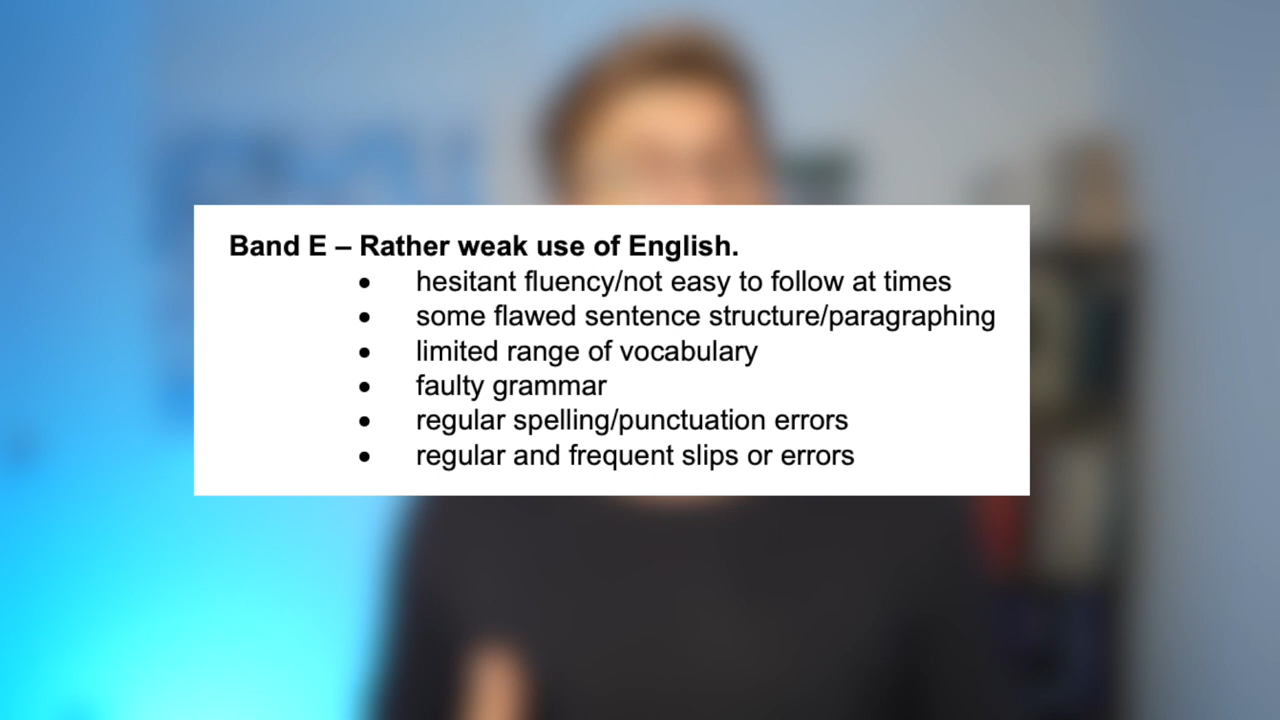 Band E – Rather weak use of English.
• hesitant fluency/not easy to follow at times
• some flawed sentence structure/paragraphing
• limited range of vocabulary
• faulty grammar
• regular spelling/punctuation errors
• regular and frequent slips or errors